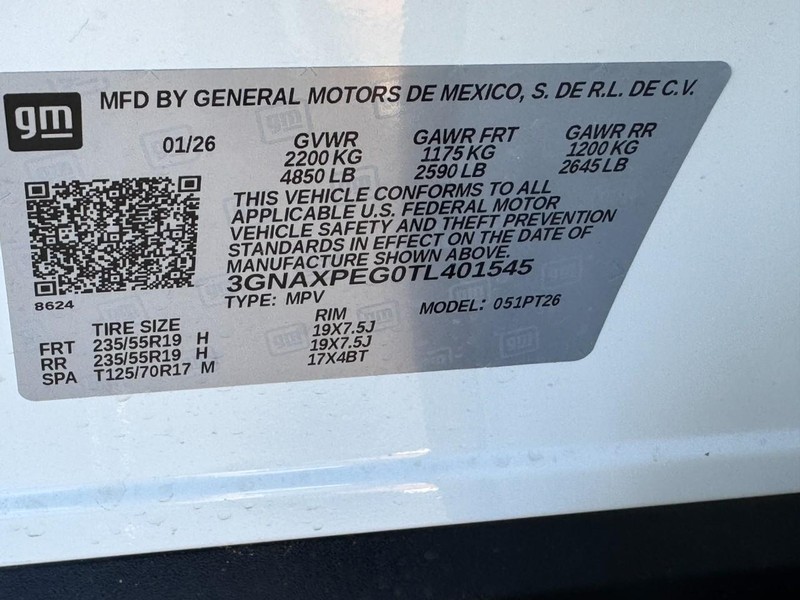 gm
MFD BY GENERAL MOTORS DE MEXICO, S. DE R.L. DE C.V.
01/26 GVWR GAWR FRT GAWR RR
2200 KG 1175 KG 1200 KG
4850 LB 2590 LB 2645 LB
THIS VEHICLE CONFORMS TO ALL
APPLICABLE U.S. FEDERAL MOTOR
VEHICLE SAFETY AND THEFT PREVENTION
STANDARDS IN EFFECT ON THE DATE OF
MANUFACTURE SHOWN ABOVE.
3GNAXPEG0TL401545
8624
TYPE: MPV MODEL: 051PT26
TIRE SIZE RIM
FRT 235/55R19 H 19X7.5J
RR 235/55R19 H 19X7.5J
SPA T125/70R17 M 17X4BT